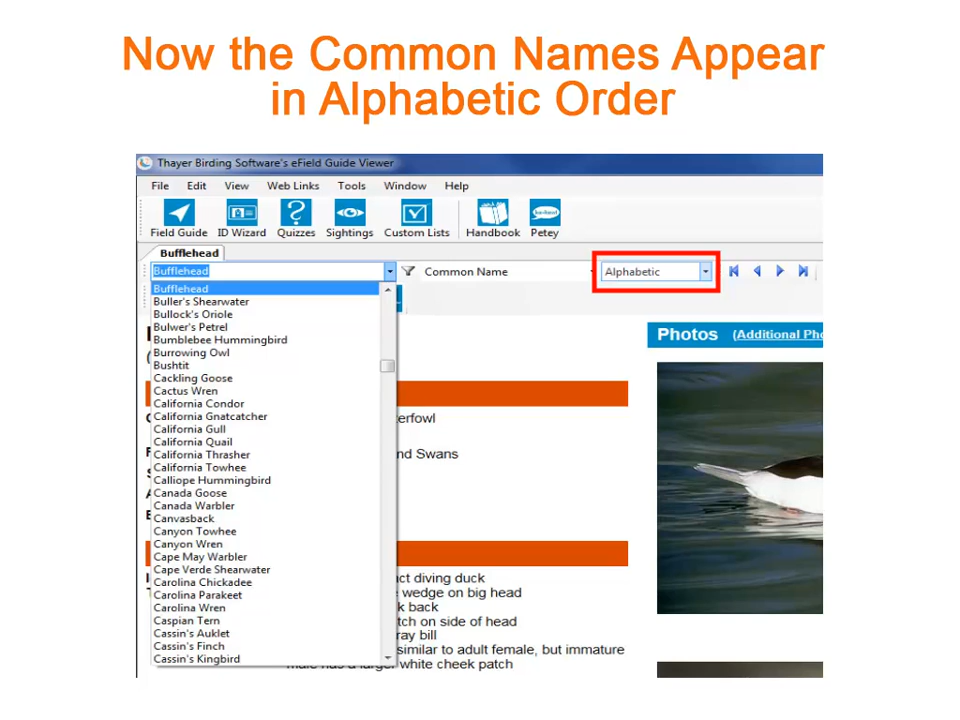 Now the Common Names Appear
in Alphabetic Order
Thayer Birding Software's eField Guide Viewer
File Edit View Web Links Tools Window Help
Field Guide ID Wizard Quizzes Sightings Custom Lists Handbook Petey
Bufflehead
Bufflehead Common Name Alphabetic
Bufflehead
Buller's Shearwater
Bullock's Oriole
Bulwer's Petrel
Bumblebee Hummingbird
Burrowing Owl
Bushtit
Cackling Goose
Cactus Wren
California Condor
California Gnatcatcher
California Gull
California Quail
California Thrasher
California Towhee
Calliope Hummingbird
Canada Goose
Canada Warbler
Canvasback
Canyon Towhee
Canyon Wren
Cape May Warbler
Cape Verde Shearwater
Carolina Chickadee
Carolina Parakeet
Carolina Wren
Caspian Tern
Cassin's Auklet
Cassin's Finch
Cassin's Kingbird
Photos (Additional Pho
terfowl
nd Swans
ct diving duck
wedge on big head
k back
tch on side of head
ray bill
similar to adult female, but immature
male has a larger white cheek patch